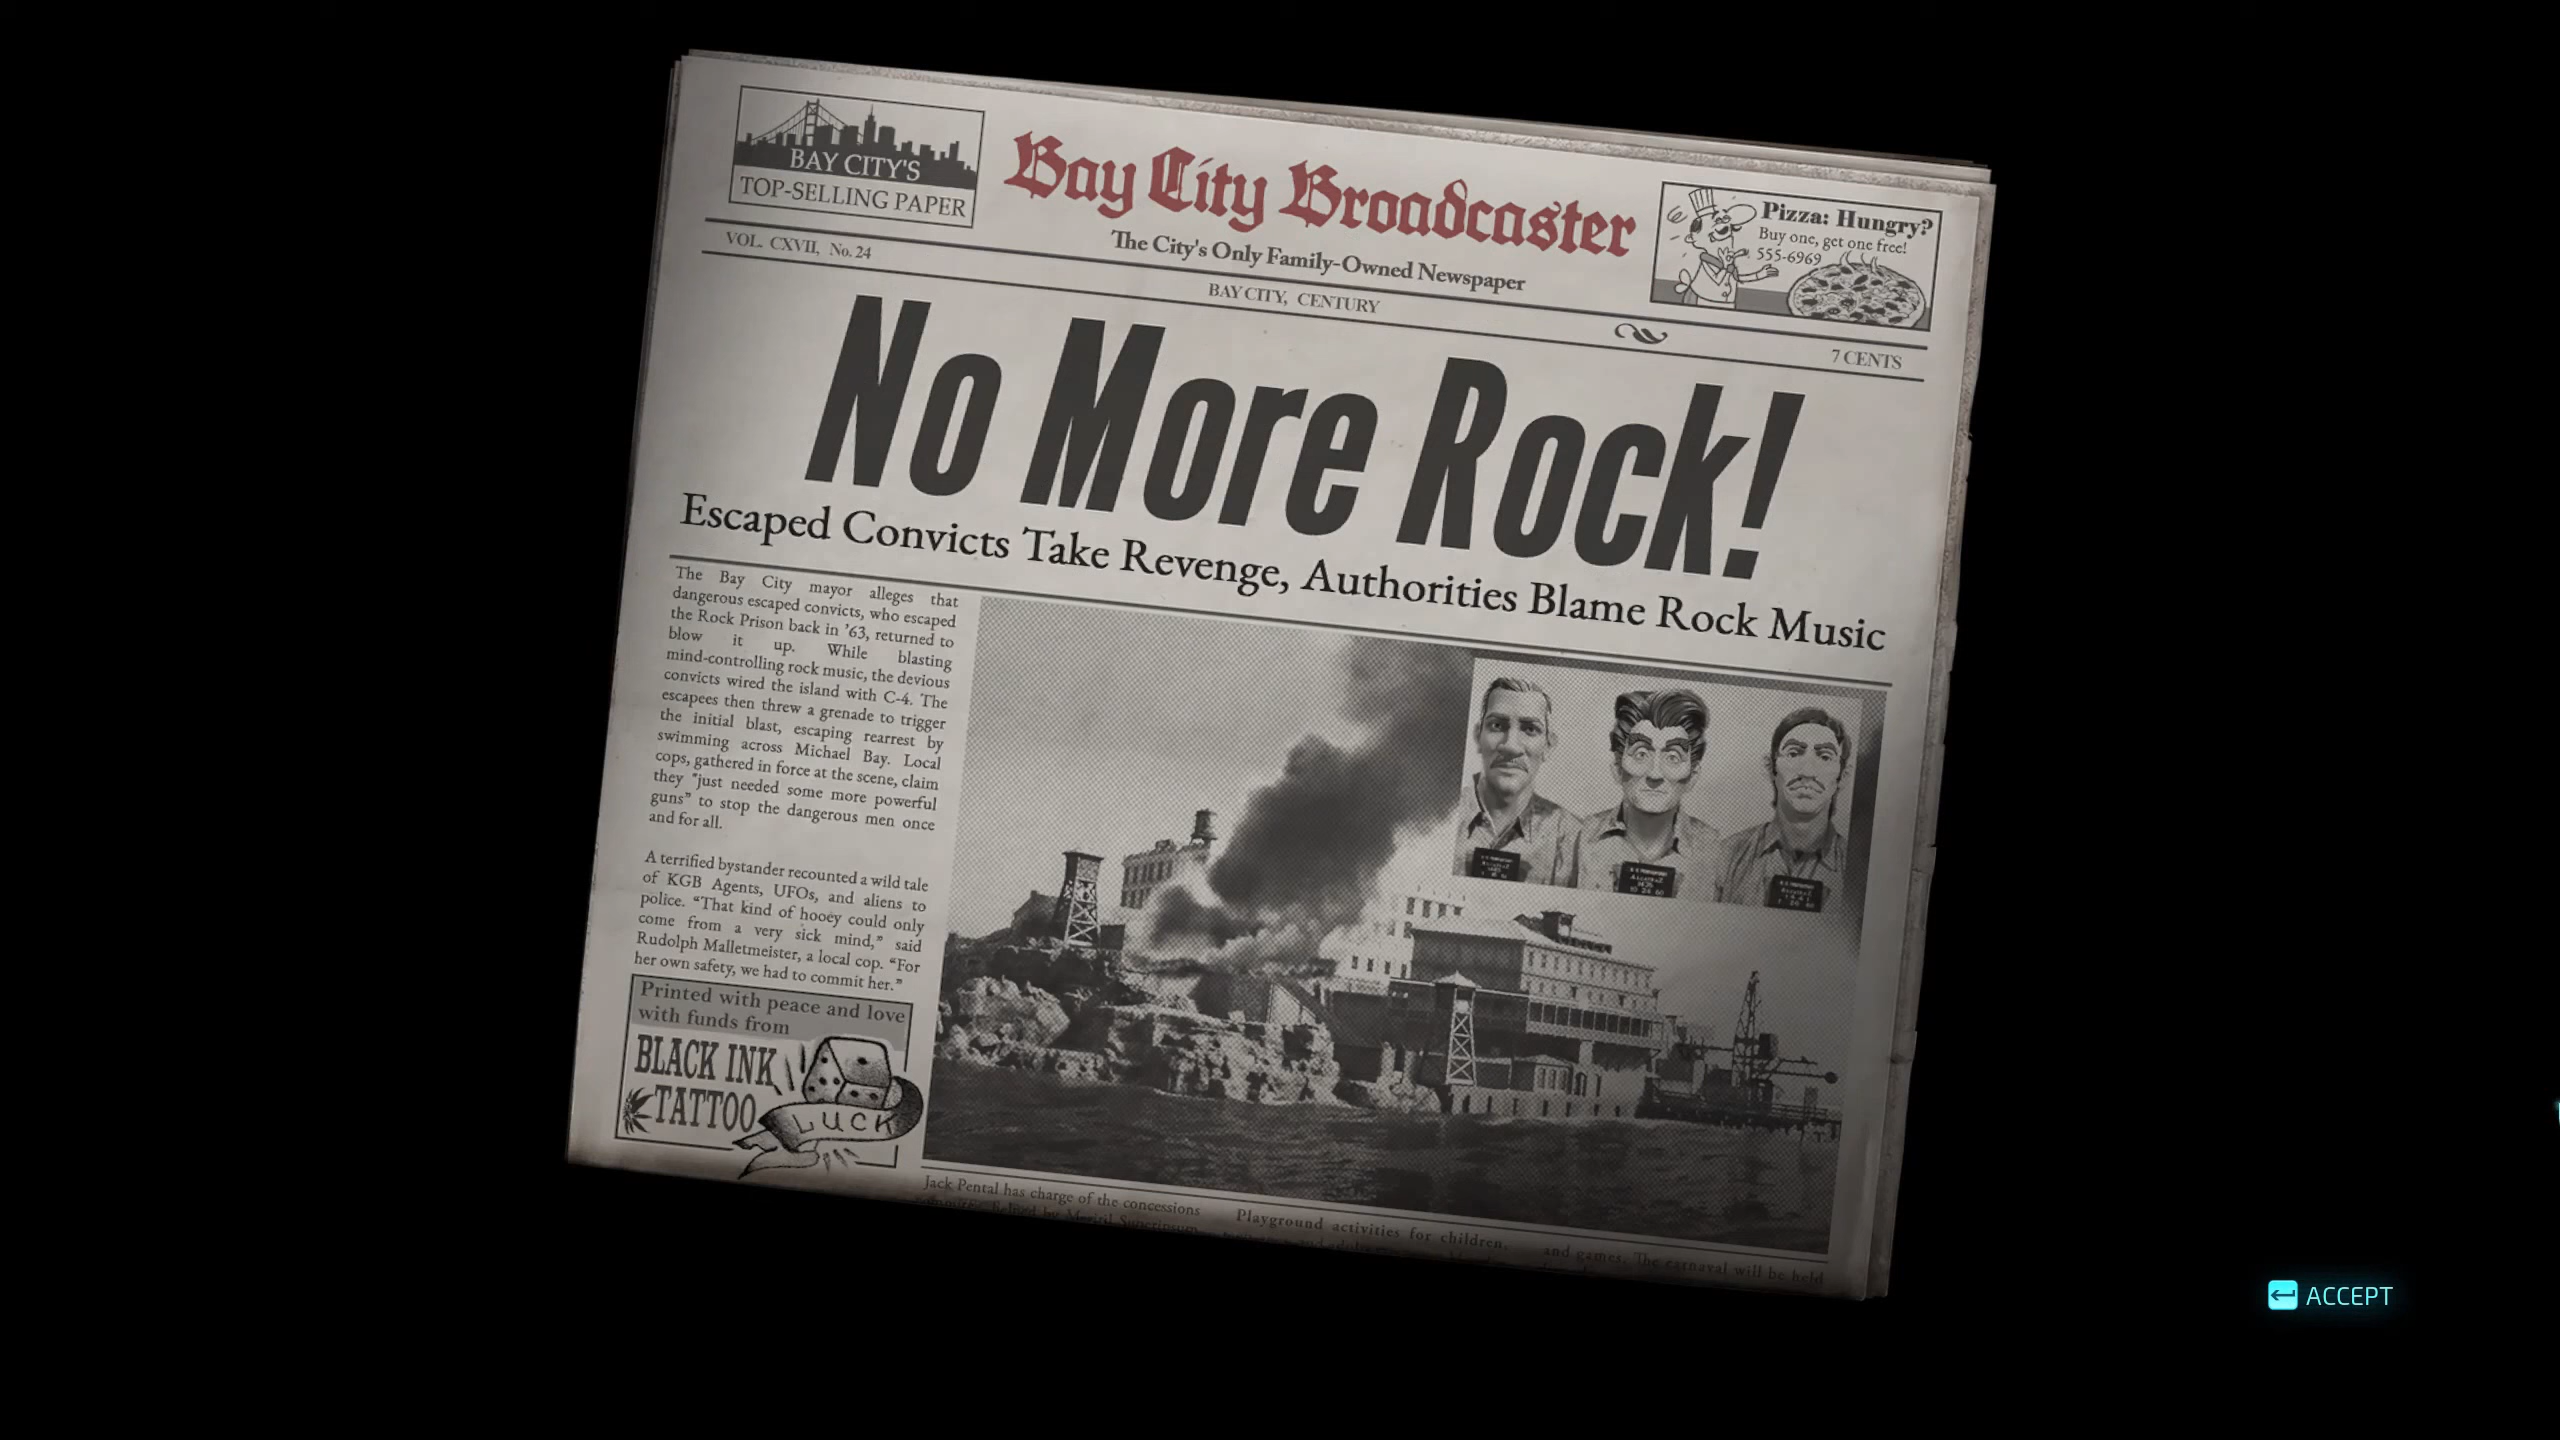 BAY CITY'S
TOP-SELLING PAPER
Bay City Broadcaster
The City's Only Family-Owned Newspaper
Pizza: Hungry?
Buy one, get one free!
555-6969
VOL. CXVII, No. 24
BAY CITY, CENTURY
7 CENTS
No More Rock!
Escaped Convicts Take Revenge, Authorities Blame Rock Music
The Bay City mayor alleges that
dangerous escaped convicts, who escaped
the Rock Prison back in ’63, returned to
blow it up. While blasting
mind-controlling rock music, the devious
convicts wired the island with C-4. The
escapees then threw a grenade to trigger
the initial blast, escaping rearrest by
swimming across Michael Bay. Local
cops, gathered in force at the scene, claim
they "just needed some more powerful
guns” to stop the dangerous men once
and for all.
A terrified bystander recounted a wild tale
of KGB Agents, UFOs, and aliens to
police. “That kind of hooey could only
come from a very sick mind,” said
Rudolph Malletmeister, a local cop. “For
her own safety, we had to commit her.”
Printed with peace and love
with funds from
BLACK INK
TATTOO
LUCK
Jack Pental has charge of the concessions
Playground activities for children,
and games. The carnaval will be held
ACCEPT